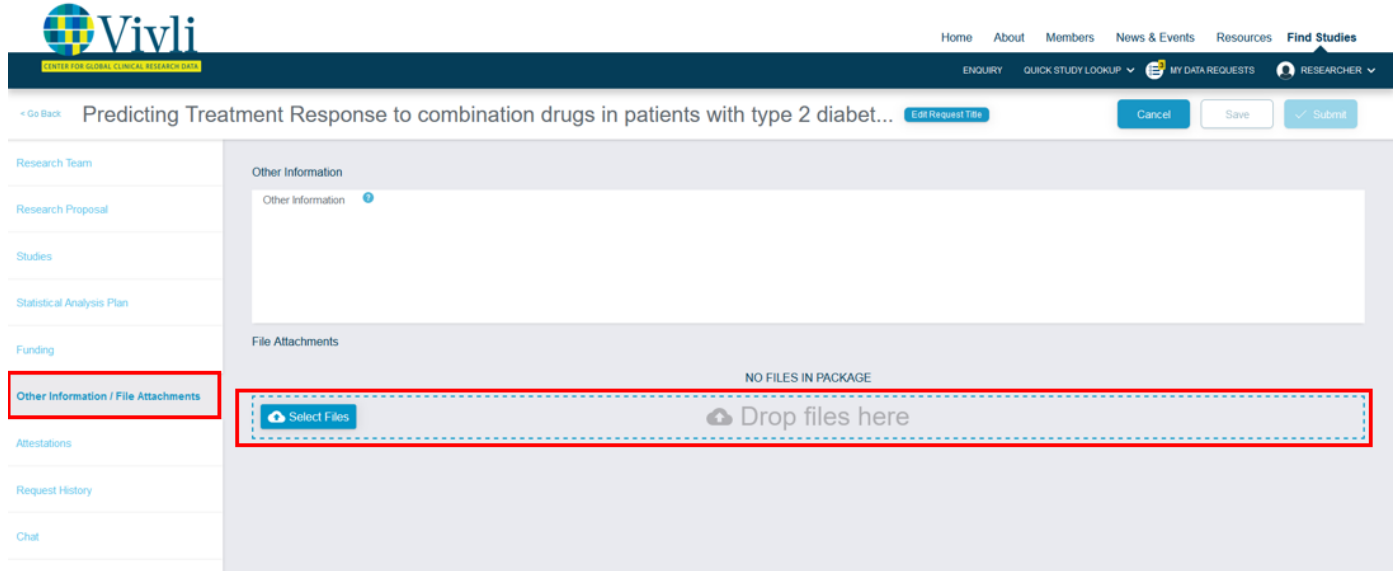 Vivli
CENTER FOR GLOBAL CLINICAL RESEARCH DATA
Home About Members News & Events Resources Find Studies
ENQUIRY QUICK STUDY LOOKUP MY DATA REQUESTS RESEARCHER
< Go Back Predicting Treatment Response to combination drugs in patients with type 2 diabet... Edit Request Title Cancel Save Submit
Research Team
Research Proposal
Studies
Statistical Analysis Plan
Funding
Other Information / File Attachments
Attestations
Request History
Chat
Other Information
Other Information ?
File Attachments
NO FILES IN PACKAGE
Select Files Drop files here